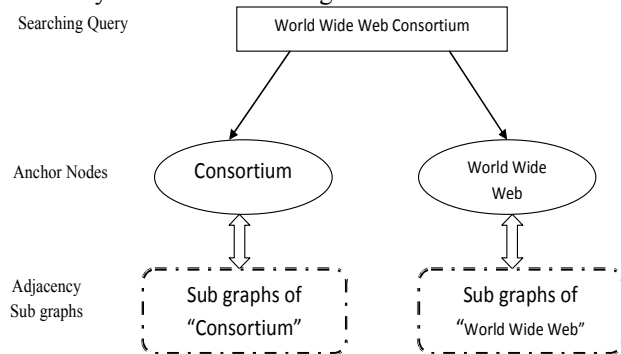 Searching Query
World Wide Web Consortium
Anchor Nodes
Consortium
World Wide
Web
Adjacency
Sub graphs
Sub graphs of
“Consortium”
Sub graphs of
“World Wide Web”